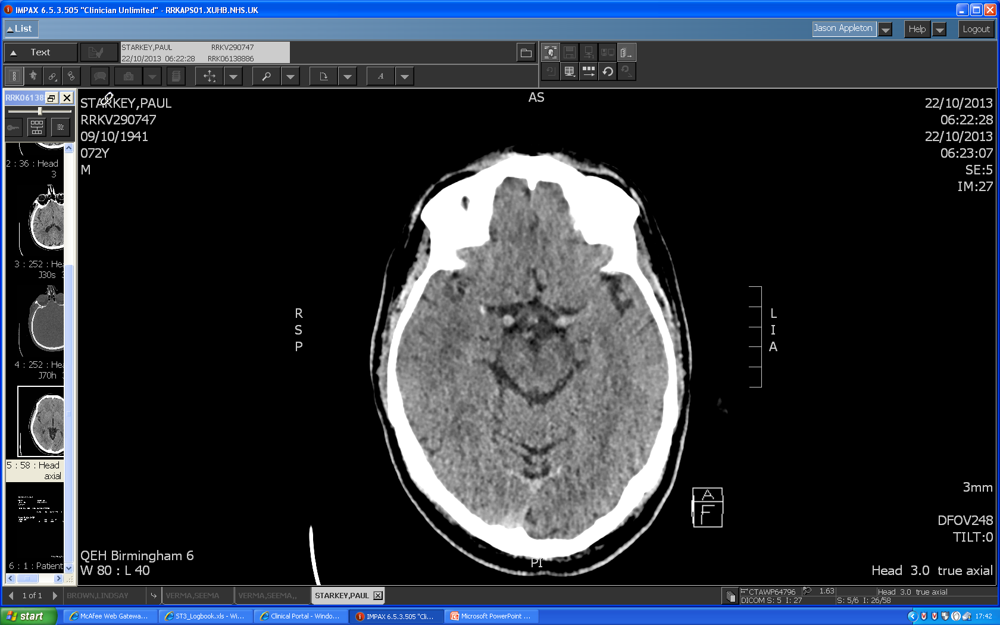 IMPAX 6.5.3.505 "Clinician Unlimited" - RRKAPS01.XUHB.NHS.UK
List
Jason Appleton
Help
Logout
Text
STARKEY,PAUL RRKV290747
22/10/2013 06:22:28 RRK06138886
A
RRK06138
STARKEY,PAUL
RRKV290747
09/10/1941
072Y
M
AS
22/10/2013
06:22:28
22/10/2013
06:23:07
SE:5
IM:27
2 : 36 : Head
3
3 : 252 : Hea
J30s 3
4 : 252 : Hea
J70h 3
5 : 58 : Head
axial
6 : 1 : Patient
R
S
P
L
I
A
A
F
3mm
DFOV248
TILT:0
Head 3.0 true axial
QEH Birmingham 6
W 80 : L 40
PI
1 of 1
BROWN,LINDSAY
VERMA,SEEMA
VERMA,SEEMA,,
STARKEY,PAUL
CTAWP64796 1.63 Head 3.0 true axial
DICOM S: 5 I: 27 S: 5/6 I: 26/58
start
McAfee Web Gatewa...
ST3_Logbook.xls - Wi...
Clinical Portal - Windo...
IMPAX 6.5.3.505 "Cli...
Microsoft PowerPoint ...
17:42